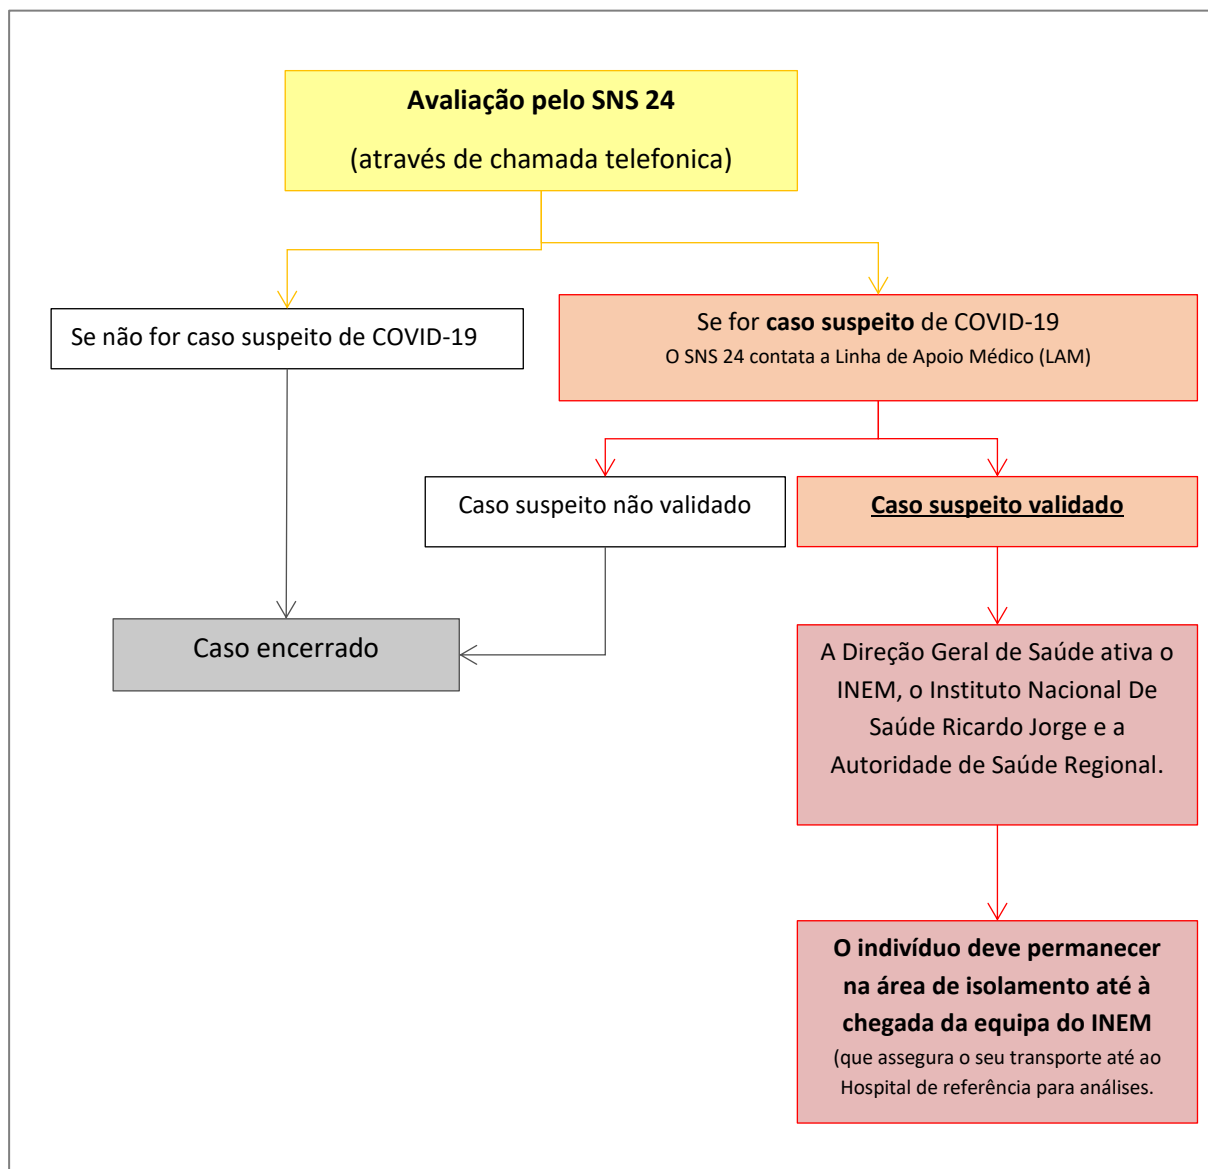 Avaliação pelo SNS 24
(através de chamada telefonica)
Se não for caso suspeito de COVID-19
Se for caso suspeito de COVID-19
O SNS 24 contata a Linha de Apoio Médico (LAM)
Caso suspeito não validado
Caso suspeito validado
Caso encerrado
A Direção Geral de Saúde ativa o
INEM, o Instituto Nacional De
Saúde Ricardo Jorge e a
Autoridade de Saúde Regional.
O indivíduo deve permanecer
na área de isolamento até à
chegada da equipa do INEM
(que assegura o seu transporte até ao
Hospital de referência para análises.